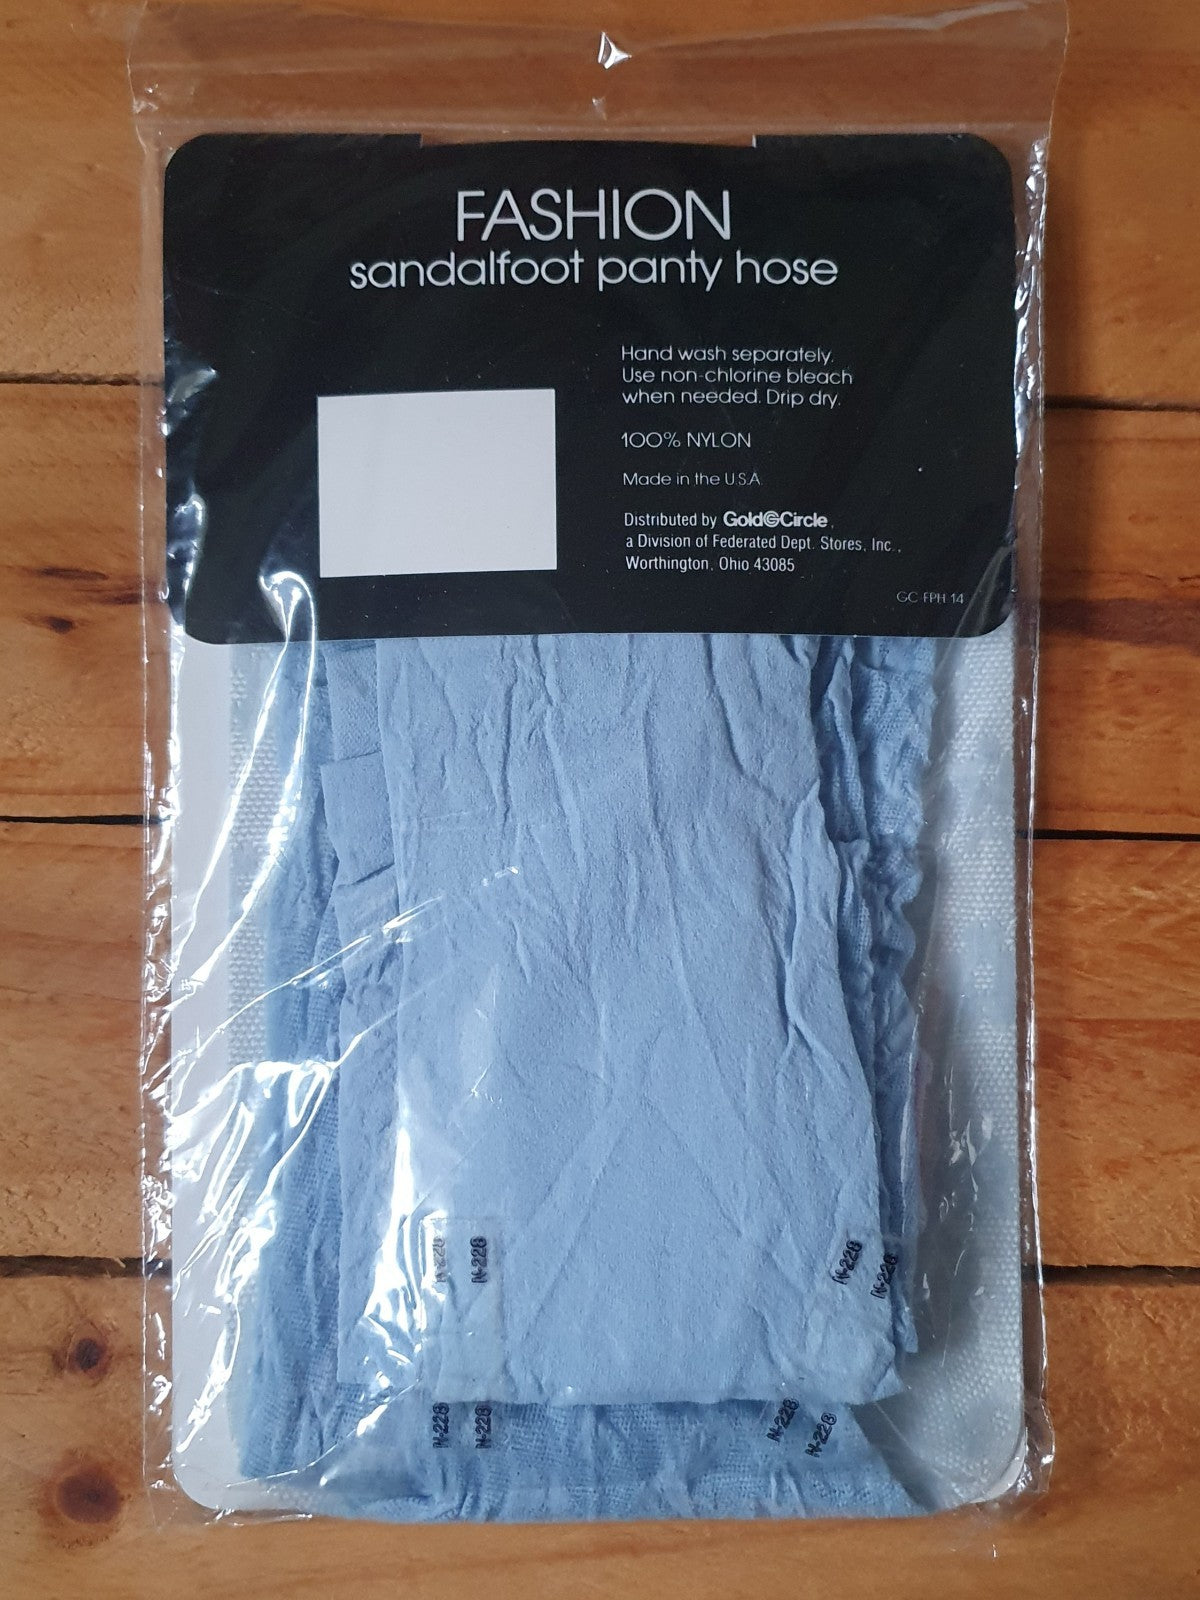 FASHION
sandalfoot panty hose
Hand wash separately.
Use non-chlorine bleach
when needed. Drip dry.
100% NYLON
Made in the U.S.A.
Distributed by Gold Circle,
a Division of Federated Dept. Stores, Inc.,
Worthington, Ohio 43085
GC FPH 14
N-228
N-228
N-228
N-228
N-228
N-228
N-228
N-228